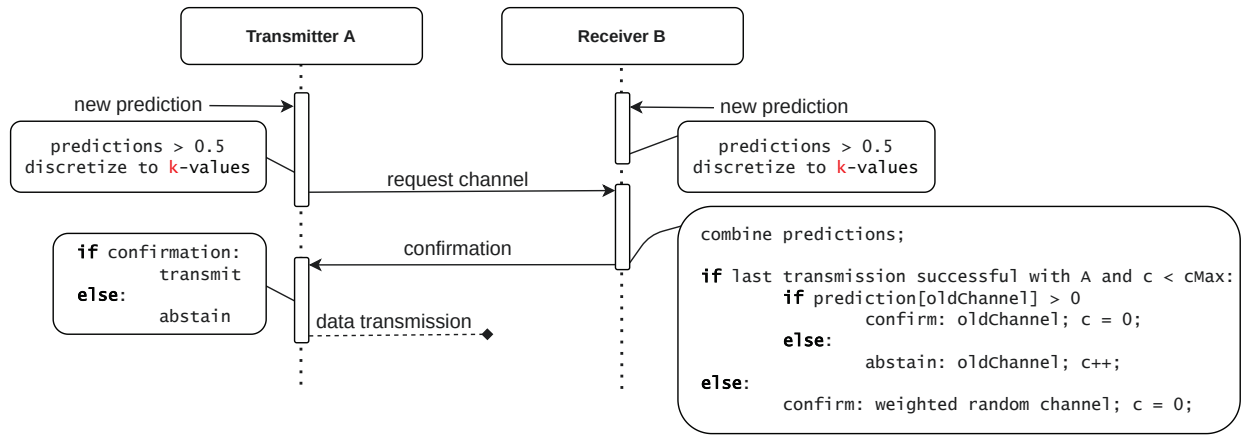 Transmitter A
Receiver B
new prediction
new prediction
predictions > 0.5
discretize to k-values
predictions > 0.5
discretize to k-values
request channel
confirmation
if confirmation:
transmit
else:
abstain
data transmission
combine predictions;
if last transmission successful with A and c < cMax:
if prediction[oldChannel] > 0
confirm: oldChannel; c = 0;
else:
abstain: oldChannel; c++;
else:
confirm: weighted random channel; c = 0;